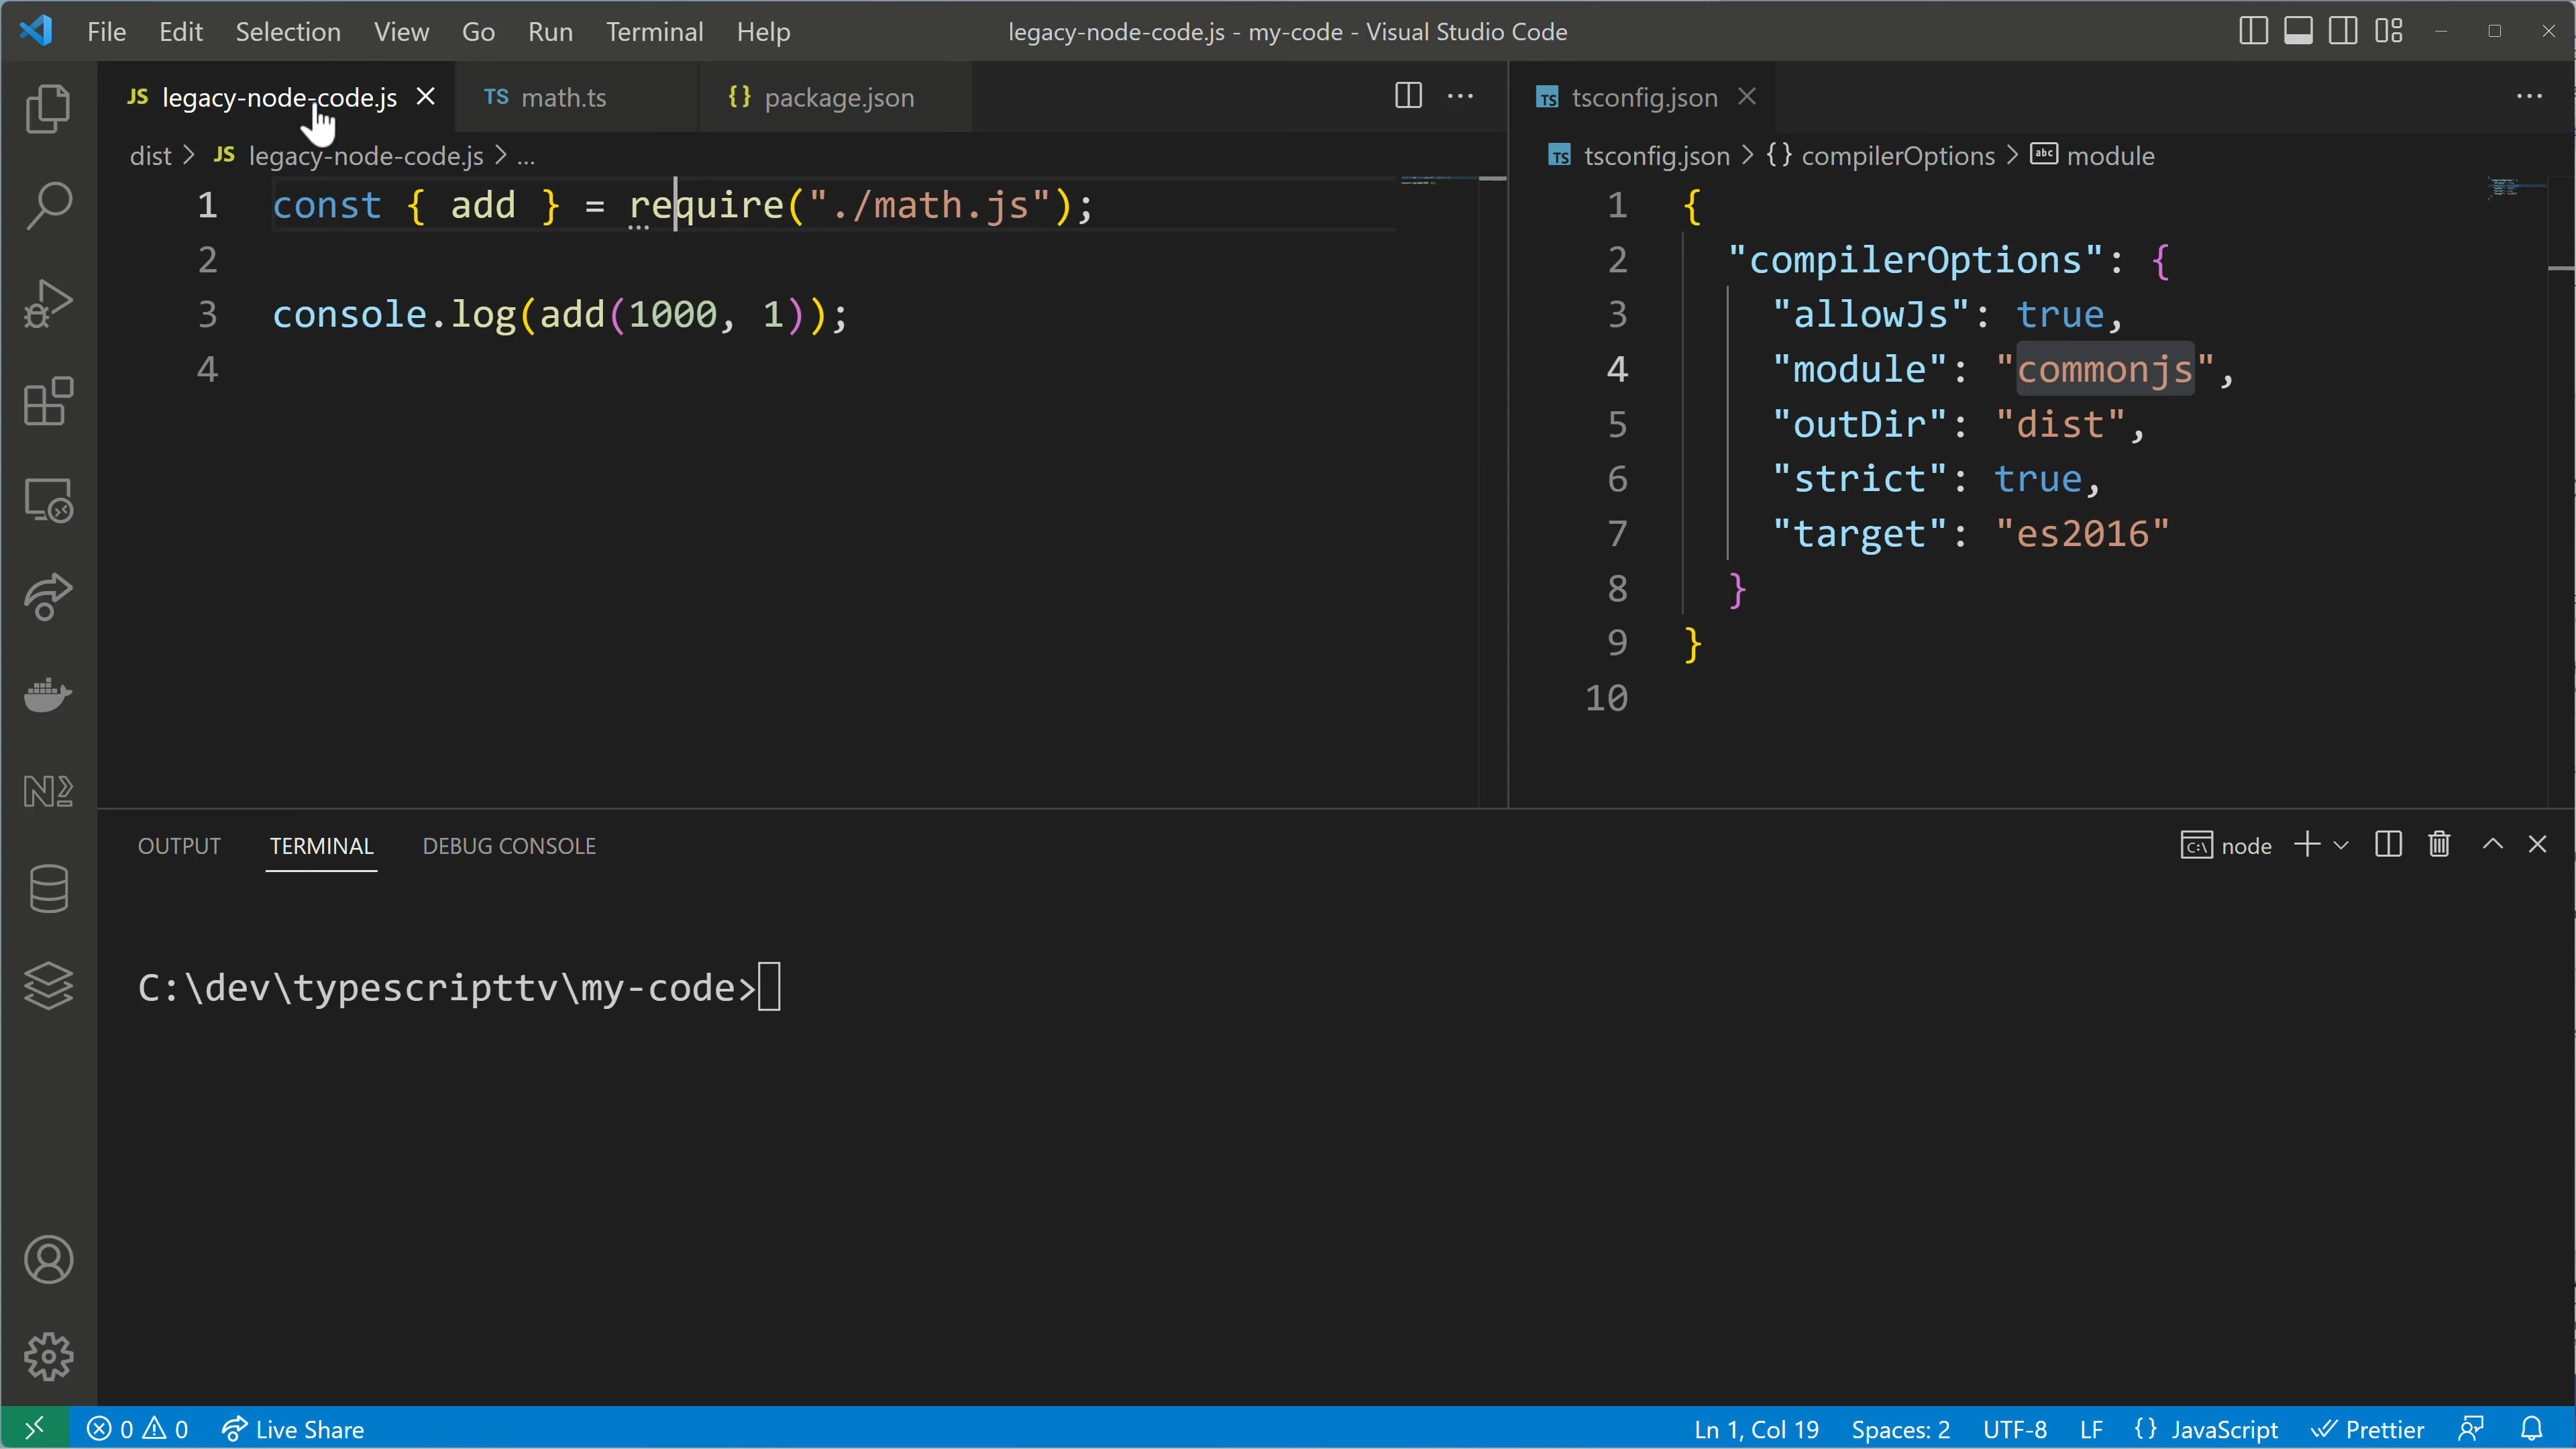 File Edit Selection View Go Run Terminal Help
legacy-node-code.js - my-code - Visual Studio Code
JS legacy-node-code.js
TS math.ts
{} package.json
TS tsconfig.json
dist > JS legacy-node-code.js > ...
1 const { add } = require("./math.js");
2
3 console.log(add(1000, 1));
4
TS tsconfig.json > {} compilerOptions > abc module
1 {
2 "compilerOptions": {
3 "allowJs": true,
4 "module": "commonjs",
5 "outDir": "dist",
6 "strict": true,
7 "target": "es2016"
8 }
9 }
10
OUTPUT TERMINAL DEBUG CONSOLE
C:\ node
C:\dev\typescripttv\my-code>
0 0 Live Share
Ln 1, Col 19 Spaces: 2 UTF-8 LF {} JavaScript Prettier